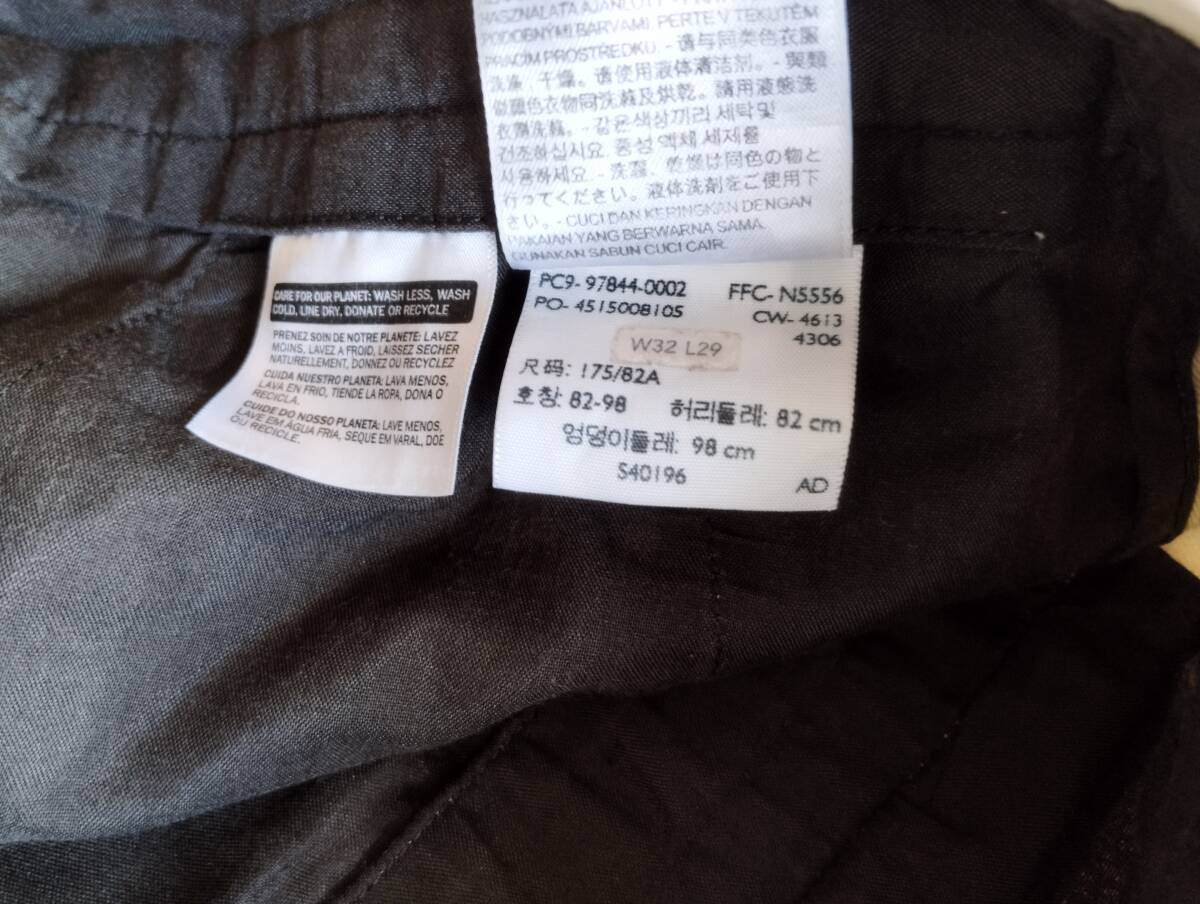 HASZNÁLATA AJÁNLOTT
PODOBNÝMI BARVAMI. PERTE V TEKUTÉM
PRACÍM PROSTŘEDKU. - 请与同类色衣服
洗涤、干燥。请使用液体清洁剂。- 與類
似顏色衣物同洗滌及烘乾。請用液態洗
衣劑洗滌。- 같은색상끼리 세탁 및
건조하십시요. 중성 액체 세제를
사용하세요. - 洗濯、乾燥は同色の物と
行ってください。液体洗剤をご使用下
さい。- CUCI DAN KERINGKAN DENGAN
PAKAIAN YANG BERWARNA SAMA.
GUNAKAN SABUN CUCI CAIR.
CARE FOR OUR PLANET: WASH LESS, WASH
COLD, LINE DRY, DONATE OR RECYCLE
PRENEZ SOIN DE NOTRE PLANÈTE: LAVEZ
MOINS, LAVEZ A FROID, LAISSEZ SECHER
NATURELLEMENT, DONNEZ OU RECYCLEZ
CUIDA NUESTRO PLANETA: LAVA MENOS,
LAVA EN FRIO, TIENDE LA ROPA, DONA O
RECICLA.
CUIDE DO NOSSO PLANETA: LAVE MENOS,
LAVE EM ÁGUA FRIA, SEQUE EM VARAL, DOE
OU RECICLE.
PC9- 97844-0002 FFC- N5556
PO- 4515008105 CW- 4613
4306
W32 L29
尺码: 175/82A
호칭: 82-98 허리둘레: 82 cm
엉덩이둘레: 98 cm
S40196
AD